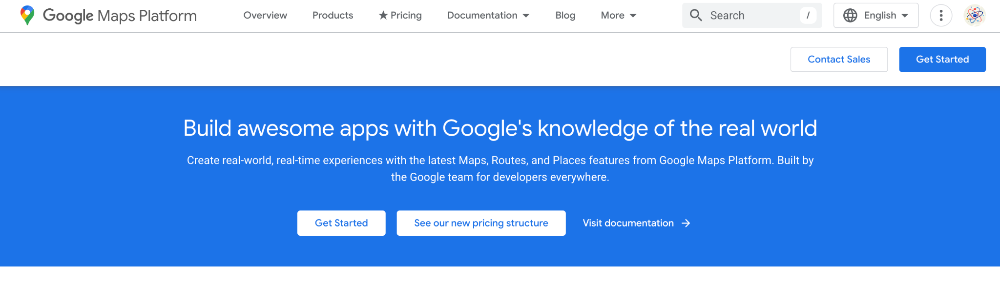 Google Maps Platform
Overview
Products
★ Pricing
Documentation
Blog
More
Search
/
English
Contact Sales
Get Started
Build awesome apps with Google's knowledge of the real world
Create real-world, real-time experiences with the latest Maps, Routes, and Places features from Google Maps Platform. Built by
the Google team for developers everywhere.
Get Started
See our new pricing structure
Visit documentation →